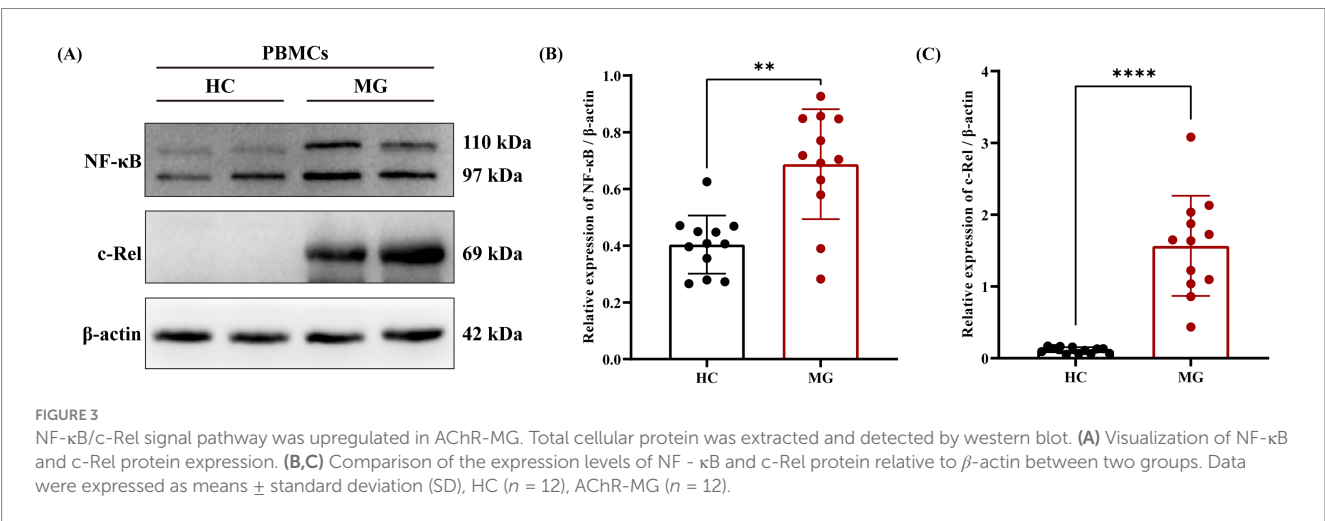 (A)
PBMCs
HC MG
NF-κB
110 kDa
97 kDa
c-Rel
69 kDa
β-actin
42 kDa
(B)
**
Relative expression of NF-κB / β-actin
1.0
0.8
0.6
0.4
0.2
0.0
HC MG
(C)
****
Relative expression of c-Rel / β-actin
4
3
2
1
0
HC MG
FIGURE 3
NF-κB/c-Rel signal pathway was upregulated in AChR-MG. Total cellular protein was extracted and detected by western blot. (A) Visualization of NF-κB
and c-Rel protein expression. (B,C) Comparison of the expression levels of NF - κB and c-Rel protein relative to β-actin between two groups. Data
were expressed as means ± standard deviation (SD), HC (n = 12), AChR-MG (n = 12).